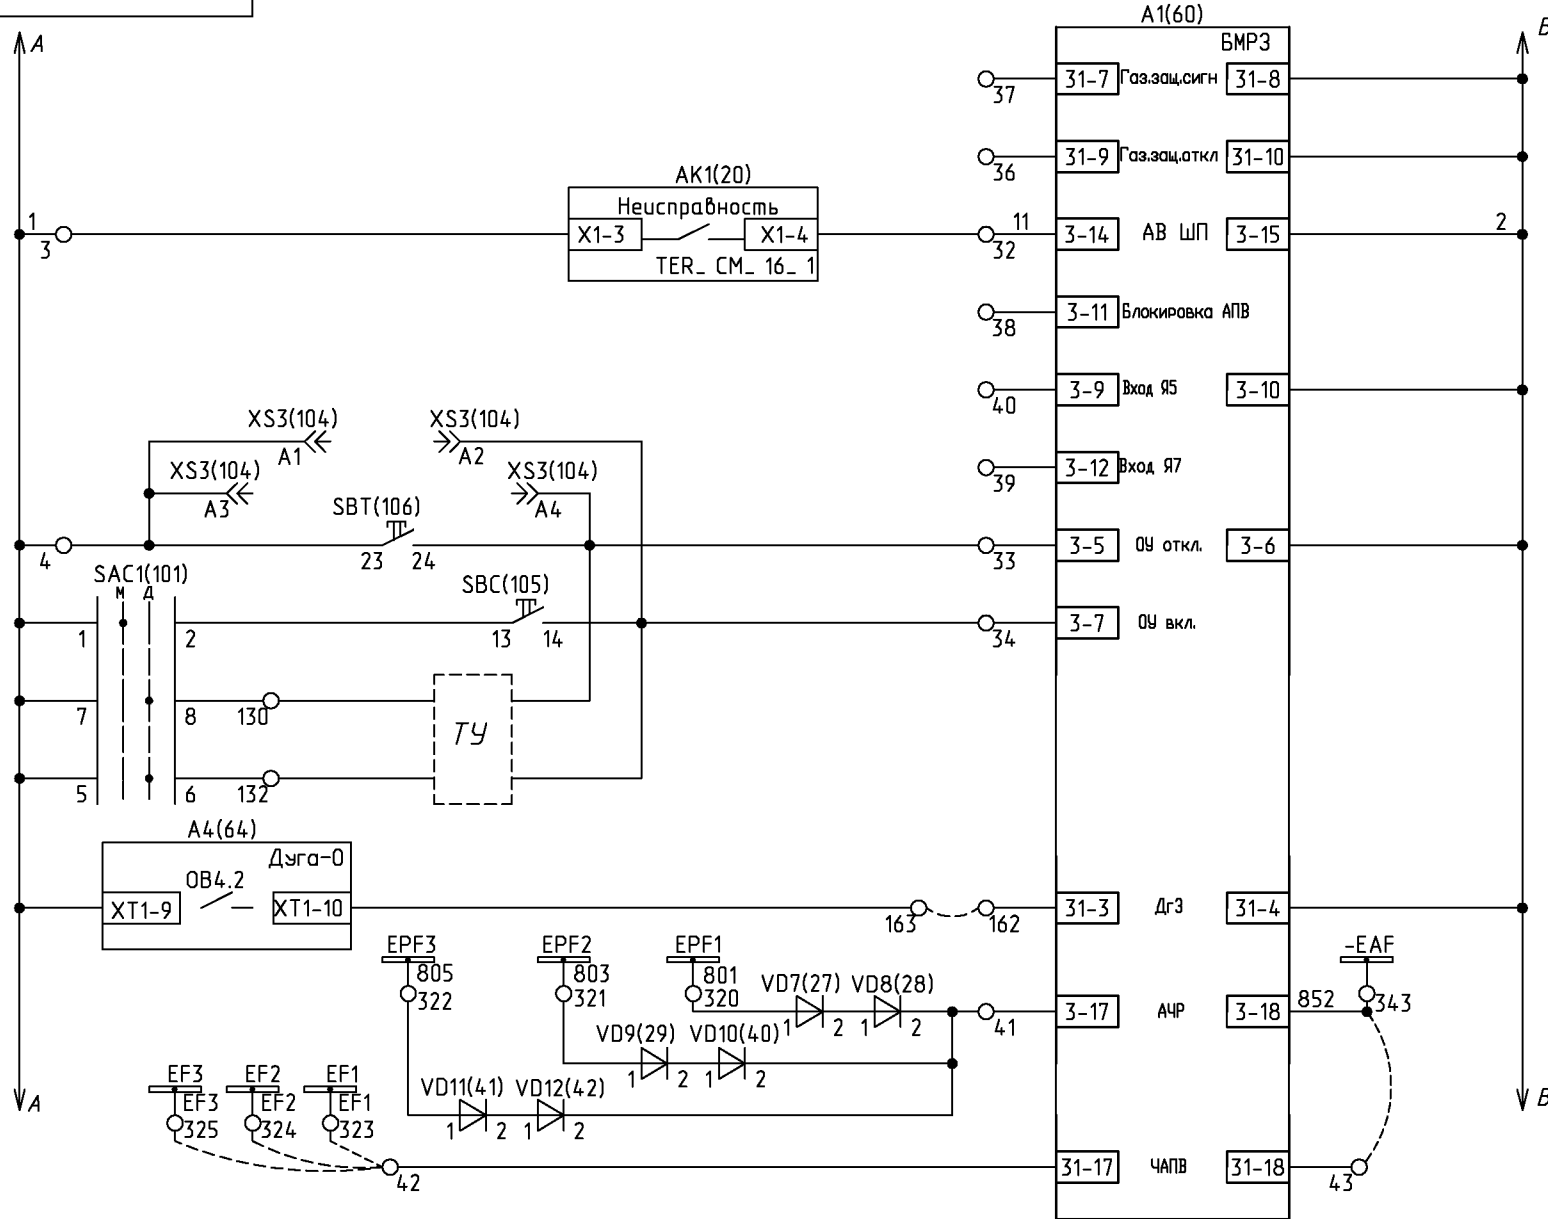 A1(60)
А
В
БМРЗ
31-7 Газ.защ.сигн 31-8
37
31-9 Газ.защ.откл 31-10
36
АК1(20)
Неисправность
X1-3 X1-4
TER_ CM_ 16_ 1
1
3
11
32
3-14 АВ ШП 3-15
2
3-11 Блокировка АПВ
38
3-9 Вход Я5 3-10
40
XS3(104)
A1
XS3(104)
A2
XS3(104)
A3
XS3(104)
A4
3-12 Вход Я7
39
SBT(106)
4
23 24
33
3-5 ОУ откл. 3-6
SAC1(101)
М Д
SBC(105)
1 2
13 14
34
3-7 ОУ вкл.
7 8
130
ТУ
5 6
132
A4(64)
Дуга-О
ОВ4.2
XT1-9 XT1-10
163 162
31-3 ДгЗ 31-4
EPF3
805
322
EPF2
803
321
EPF1
801
320
-EAF
852
343
VD7(27) VD8(28)
1 2 1 2
41
3-17 АЧР 3-18
VD9(29) VD10(40)
1 2 1 2
VD11(41) VD12(42)
1 2 1 2
EF3 EF2 EF1
EF3 EF2 EF1
325 324 323
А
В
42
31-17 ЧАПВ 31-18
43